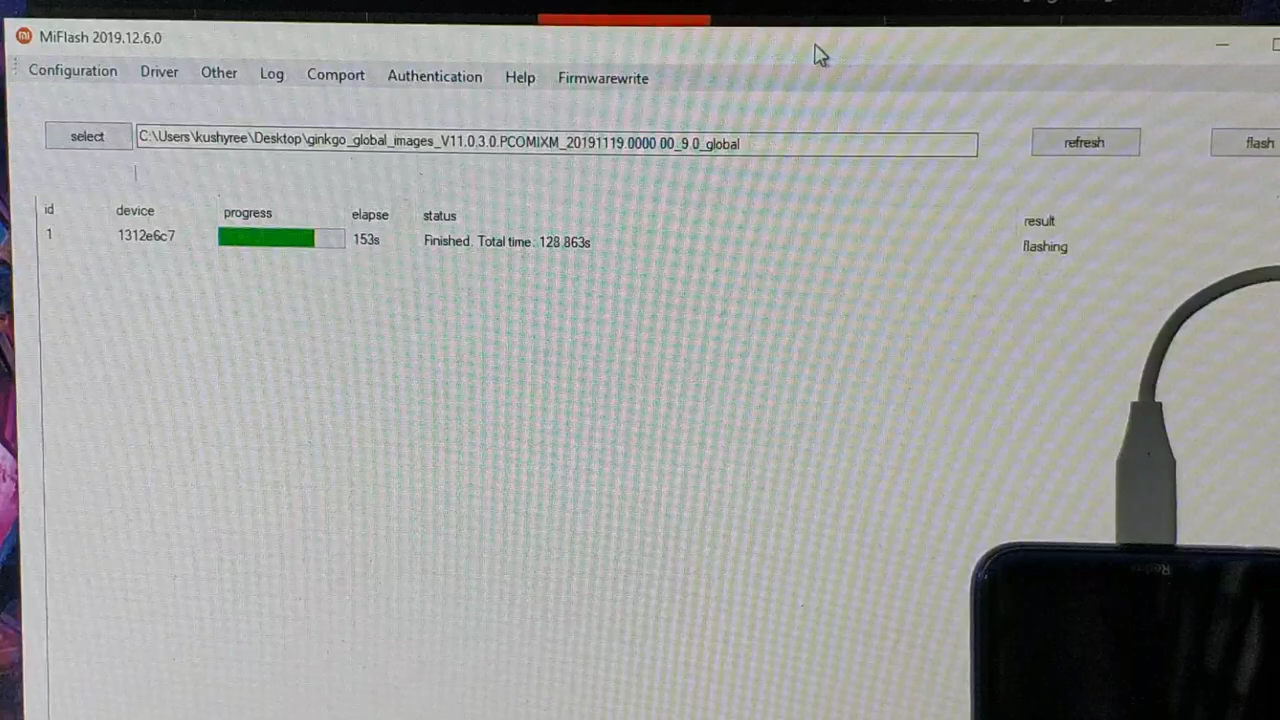 MiFlash 2019.12.6.0
Configuration Driver Other Log Comport Authentication Help Firmwarewrite
select C:\Users\kushyree\Desktop\ginkgo_global_images_V11.0.3.0.PCOMIXM_20191119.0000.00_9.0_global refresh flash
id device progress elapse status result
1 1312e6c7 153s Finished. Total time: 128.863s flashing
Redmi